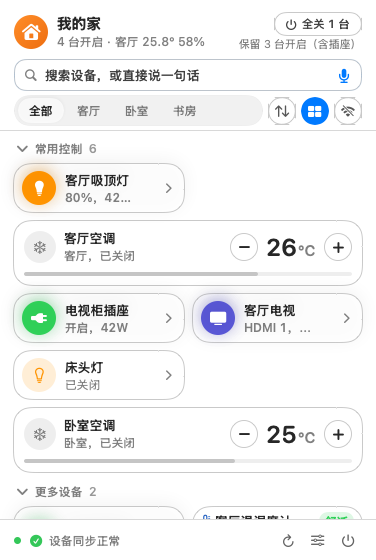 我的家
全关 1 台
4 台开启 · 客厅 25.8° 58%
保留 3 台开启（含插座）
搜索设备，或直接说一句话
全部 客厅 卧室 书房
常用控制 6
客厅吸顶灯
80%，42...
客厅空调
客厅，已关闭
26°C
电视柜插座
开启，42W
客厅电视
HDMI 1，...
床头灯
已关闭
卧室空调
卧室，已关闭
25°C
更多设备 2
设备同步正常